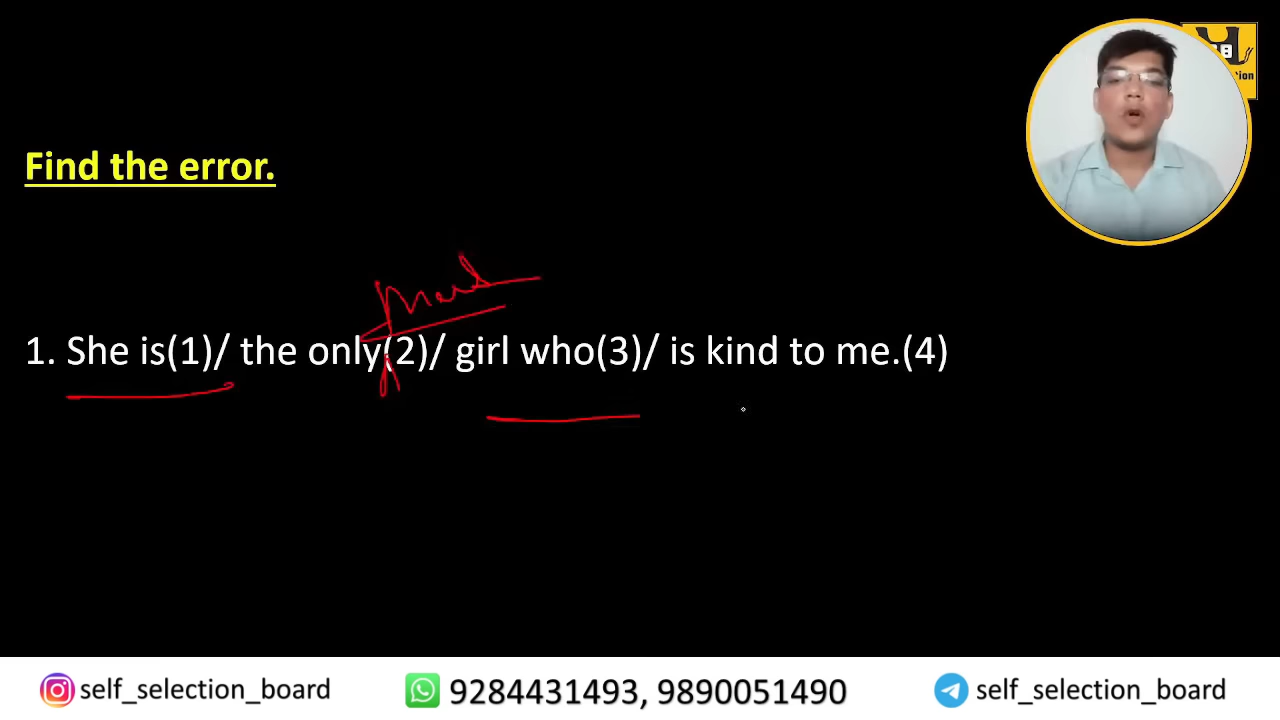 Find the error.
1. She is(1)/ the only(2)/ girl who(3)/ is kind to me.(4)
self_selection_board
9284431493, 9890051490
self_selection_board